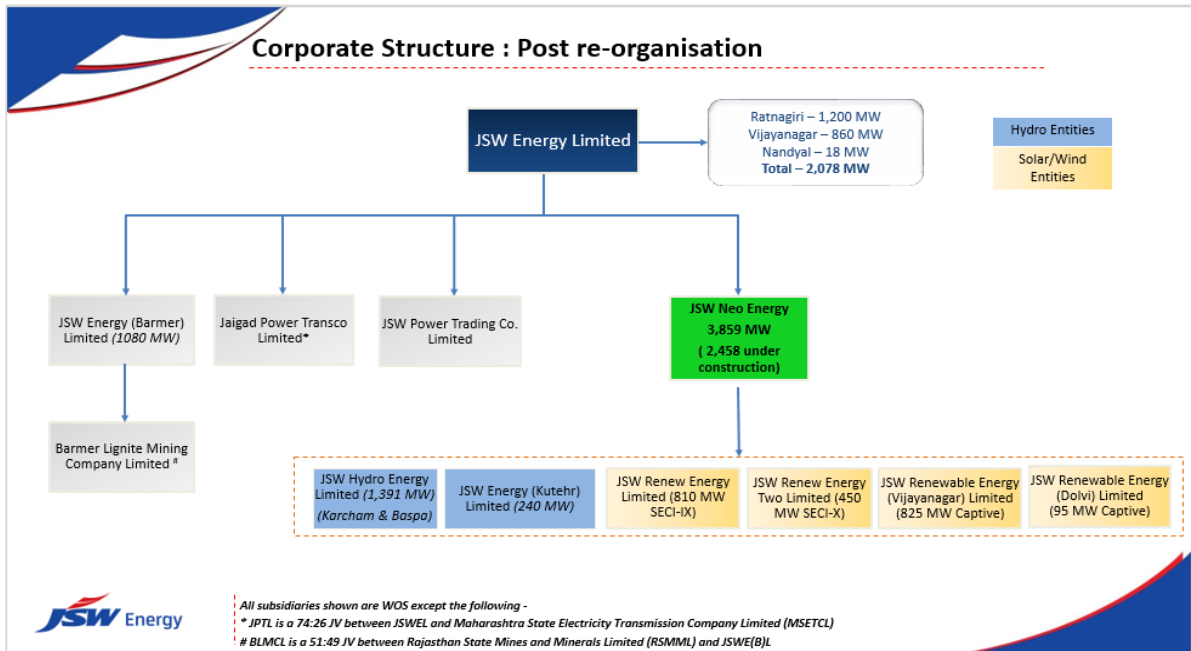 Corporate Structure : Post re-organisation
JSW Energy Limited
Ratnagiri – 1,200 MW
Vijayanagar – 860 MW
Nandyal – 18 MW
Total – 2,078 MW
Hydro Entities
Solar/Wind
Entities
JSW Energy (Barmer)
Limited (1080 MW)
Jaigad Power Transco
Limited*
JSW Power Trading Co.
Limited
JSW Neo Energy
3,859 MW
( 2,458 under
construction)
Barmer Lignite Mining
Company Limited #
JSW Hydro Energy
Limited (1,391 MW)
(Karcham & Baspa)
JSW Energy (Kutehr)
Limited (240 MW)
JSW Renew Energy
Limited (810 MW
SECI-IX)
JSW Renew Energy
Two Limited (450
MW SECI-X)
JSW Renewable Energy
(Vijayanagar) Limited
(825 MW Captive)
JSW Renewable Energy
(Dolvi) Limited
(95 MW Captive)
JSW Energy
All subsidiaries shown are WOS except the following -
* JPTL is a 74:26 JV between JSWEL and Maharashtra State Electricity Transmission Company Limited (MSETCL)
# BLMCL is a 51:49 JV between Rajasthan State Mines and Minerals Limited (RSMML) and JSWE(B)L